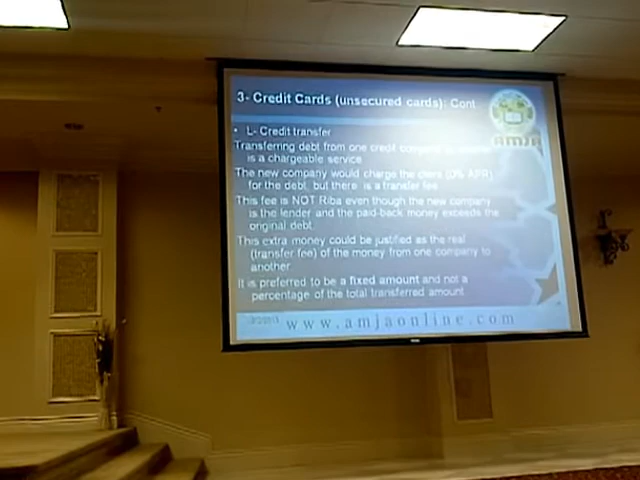 3- Credit Cards (unsecured cards): Cont
• L- Credit transfer
Transferring debt from one credit company to another
is a chargeable service
The new company would charge the client (0% APR)
for the debt, but there is a transfer fee
This fee is NOT Riba even though the new company
is the lender and the paid-back money exceeds the
original debt.
This extra money could be justified as the real
(transfer fee) of the money from one company to
another
It is preferred to be a fixed amount and not a
percentage of the total transferred amount
www.amjaonline.com
AMJA